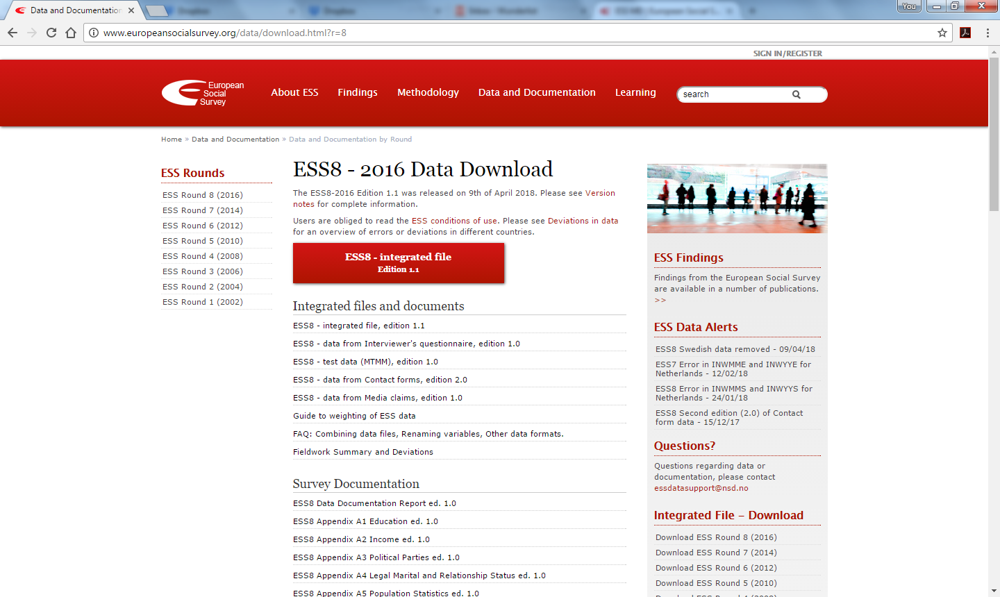 Data and Documentation
You
www.europeansocialsurvey.org/data/download.html?r=8
SIGN IN/REGISTER
European
Social
Survey
About ESS
Findings
Methodology
Data and Documentation
Learning
search
Home » Data and Documentation » Data and Documentation by Round
ESS Rounds
ESS Round 8 (2016)
ESS Round 7 (2014)
ESS Round 6 (2012)
ESS Round 5 (2010)
ESS Round 4 (2008)
ESS Round 3 (2006)
ESS Round 2 (2004)
ESS Round 1 (2002)
ESS8 - 2016 Data Download
The ESS8-2016 Edition 1.1 was released on 9th of April 2018. Please see Version
notes for complete information.
Users are obliged to read the ESS conditions of use. Please see Deviations in data
for an overview of errors or deviations in different countries.
ESS8 - integrated file
Edition 1.1
Integrated files and documents
ESS8 - integrated file, edition 1.1
ESS8 - data from Interviewer's questionnaire, edition 1.0
ESS8 - test data (MTMM), edition 1.0
ESS8 - data from Contact forms, edition 2.0
ESS8 - data from Media claims, edition 1.0
Guide to weighting of ESS data
FAQ: Combining data files, Renaming variables, Other data formats.
Fieldwork Summary and Deviations
Survey Documentation
ESS8 Data Documentation Report ed. 1.0
ESS8 Appendix A1 Education ed. 1.0
ESS8 Appendix A2 Income ed. 1.0
ESS8 Appendix A3 Political Parties ed. 1.0
ESS8 Appendix A4 Legal Marital and Relationship Status ed. 1.0
ESS8 Appendix A5 Population Statistics ed. 1.0
ESS Findings
Findings from the European Social Survey
are available in a number of publications.
>>
ESS Data Alerts
ESS8 Swedish data removed - 09/04/18
ESS7 Error in INWMME and INWYYE for
Netherlands - 12/02/18
ESS8 Error in INWMMS and INWYYS for
Netherlands - 24/01/18
ESS8 Second edition (2.0) of Contact
form data - 15/12/17
Questions?
Questions regarding data or
documentation, please contact
essdatasupport@nsd.no
Integrated File – Download
Download ESS Round 8 (2016)
Download ESS Round 7 (2014)
Download ESS Round 6 (2012)
Download ESS Round 5 (2010)